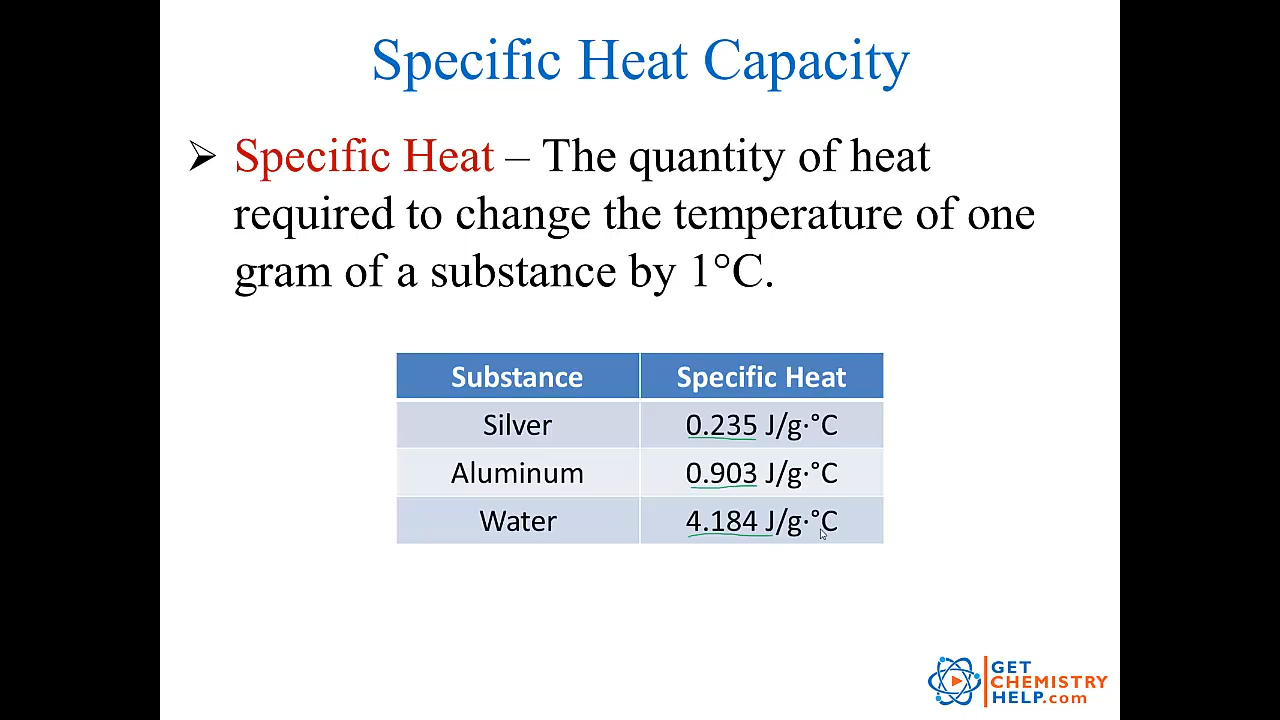 Specific Heat Capacity
➢ Specific Heat – The quantity of heat
required to change the temperature of one
gram of a substance by 1°C.
Substance Specific Heat
Silver 0.235 J/g·°C
Aluminum 0.903 J/g·°C
Water 4.184 J/g·°C
GET
CHEMISTRY
HELP.com